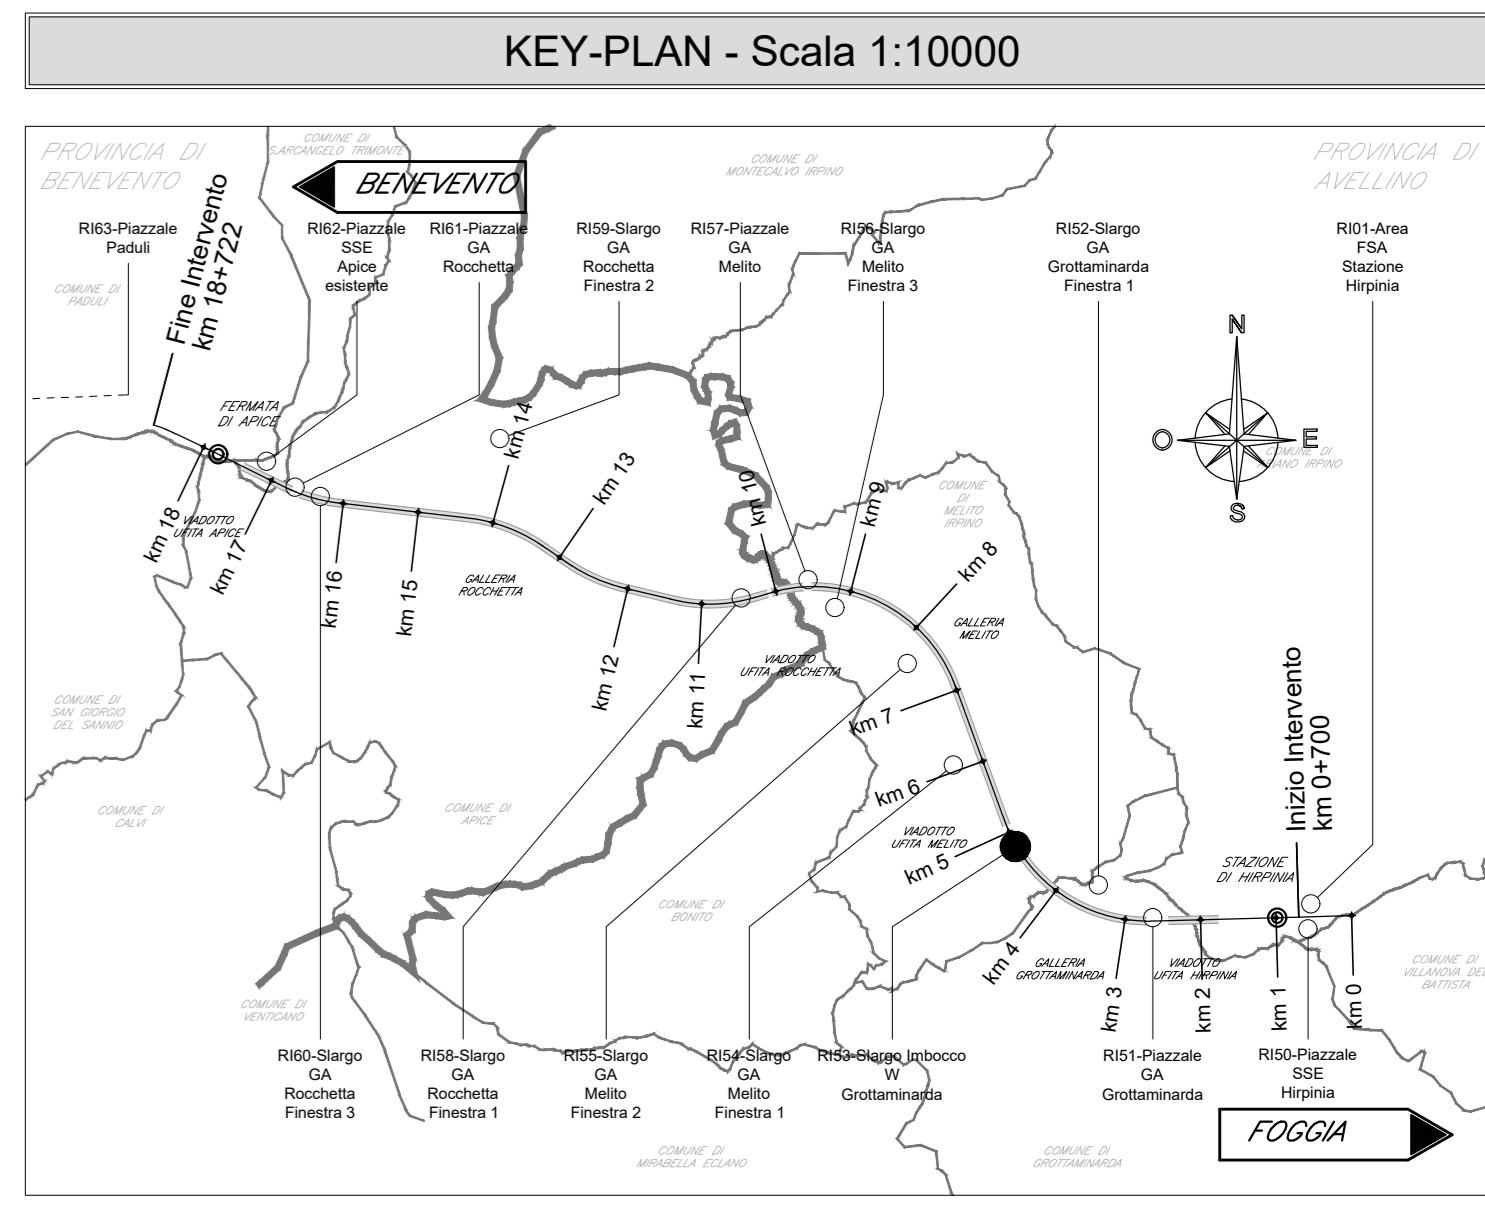 KEY-PLAN - Scala 1:10000
PROVINCIA DI
BENEVENTO
COMUNE DI
S.ARCANGELO TRIMONTE
BENEVENTO
COMUNE DI
MONTECALVO IRPINO
PROVINCIA DI
AVELLINO
RI63-Piazzale
Paduli
Fine Intervento
km 18+722
RI62-Piazzale
SSE
Apice
esistente
RI61-Piazzale
GA
Rocchetta
RI59-Slargo
GA
Rocchetta
Finestra 2
RI57-Piazzale
GA
Melito
RI56-Slargo
GA
Melito
Finestra 3
RI52-Slargo
GA
Grottaminarda
Finestra 1
RI01-Area
FSA
Stazione
Hirpinia
COMUNE DI
PADULI
N
E
S
O
COMUNE DI
ARIANO IRPINO
FERMATA
DI APICE
COMUNE
DI
MELITO
IRPINO
km 18
VIADOTTO
UFITA APICE
km 17
km 16
km 15
km 14
km 13
km 12
km 11
km 10
km 9
km 8
km 7
km 6
km 5
km 4
km 3
km 2
km 1
km 0
GALLERIA
ROCCHETTA
GALLERIA
MELITO
VIADOTTO
UFITA ROCCHETTA
COMUNE DI
SAN GIORGIO
DEL SANNIO
Inizio Intervento
km 0+700
COMUNE DI
CALVI
COMUNE DI
APICE
VIADOTTO
UFITA MELITO
STAZIONE
DI HIRPINIA
COMUNE DI
BONITO
GALLERIA
GROTTAMINARDA
VIADOTTO
UFITA HIRPINIA
COMUNE DI
VILLANOVA DEL
BATTISTA
COMUNE DI
VENTICANO
RI60-Slargo
GA
Rocchetta
Finestra 3
RI58-Slargo
GA
Rocchetta
Finestra 1
RI55-Slargo
GA
Melito
Finestra 2
RI54-Slargo
GA
Melito
Finestra 1
RI53-Slargo Imbocco
W
Grottaminarda
RI51-Piazzale
GA
Grottaminarda
RI50-Piazzale
SSE
Hirpinia
FOGGIA
COMUNE DI
MIRABELLA ECLANO
COMUNE DI
GROTTAMINARDA